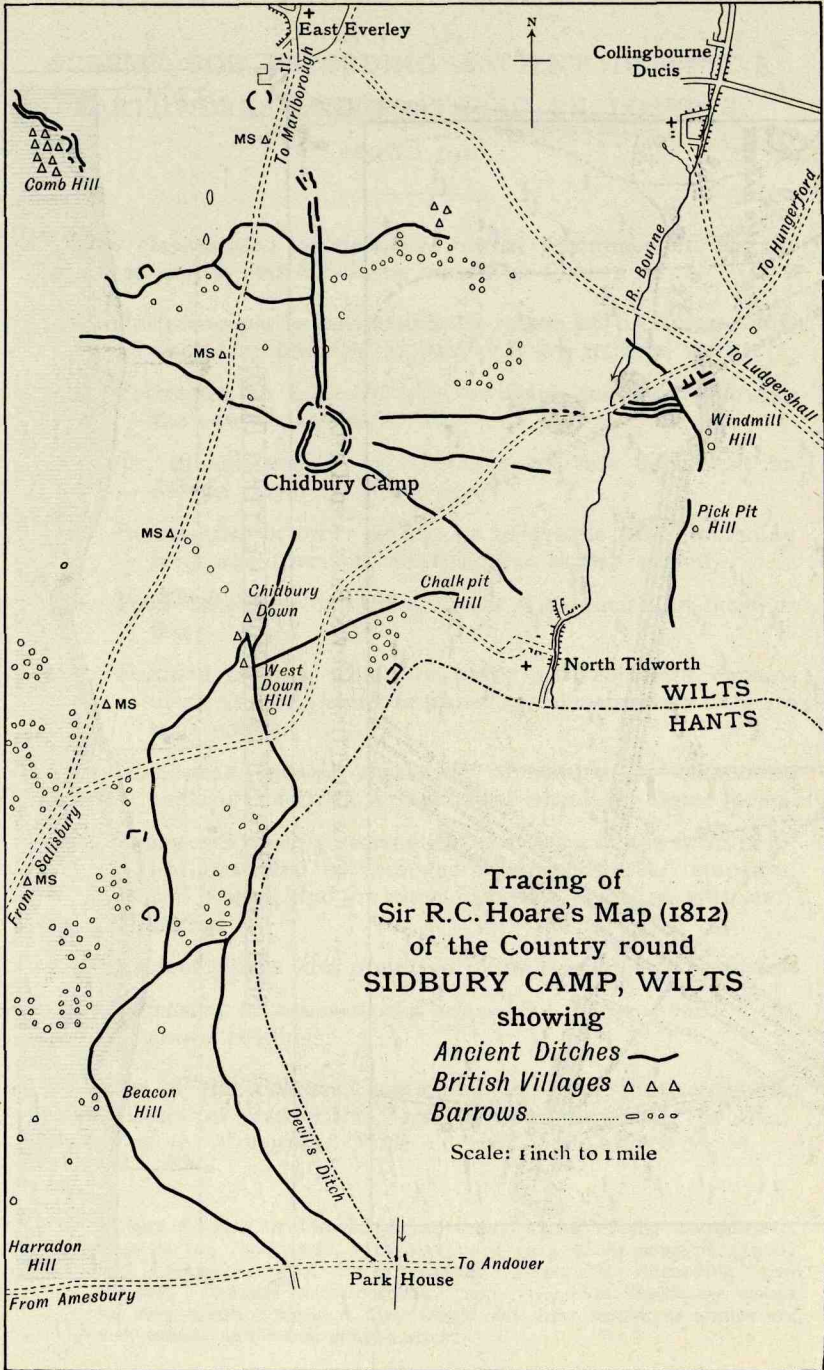 N
East Everley
Collingbourne
Ducis
To Marlborough
MS
Comb Hill
To Hungerford
R. Bourne
MS
To Ludgershall
Windmill
Hill
Chidbury Camp
Pick Pit
Hill
MS
Chidbury
Down
Chalk pit
Hill
West
Down
Hill
North Tidworth
WILTS
HANTS
MS
From Salisbury
MS
Tracing of
Sir R.C. Hoare's Map (1812)
of the Country round
SIDBURY CAMP, WILTS
showing
Ancient Ditches
British Villages
Barrows
Scale: 1 inch to 1 mile
Beacon
Hill
Devil's Ditch
Harradon
Hill
To Andover
Park House
From Amesbury